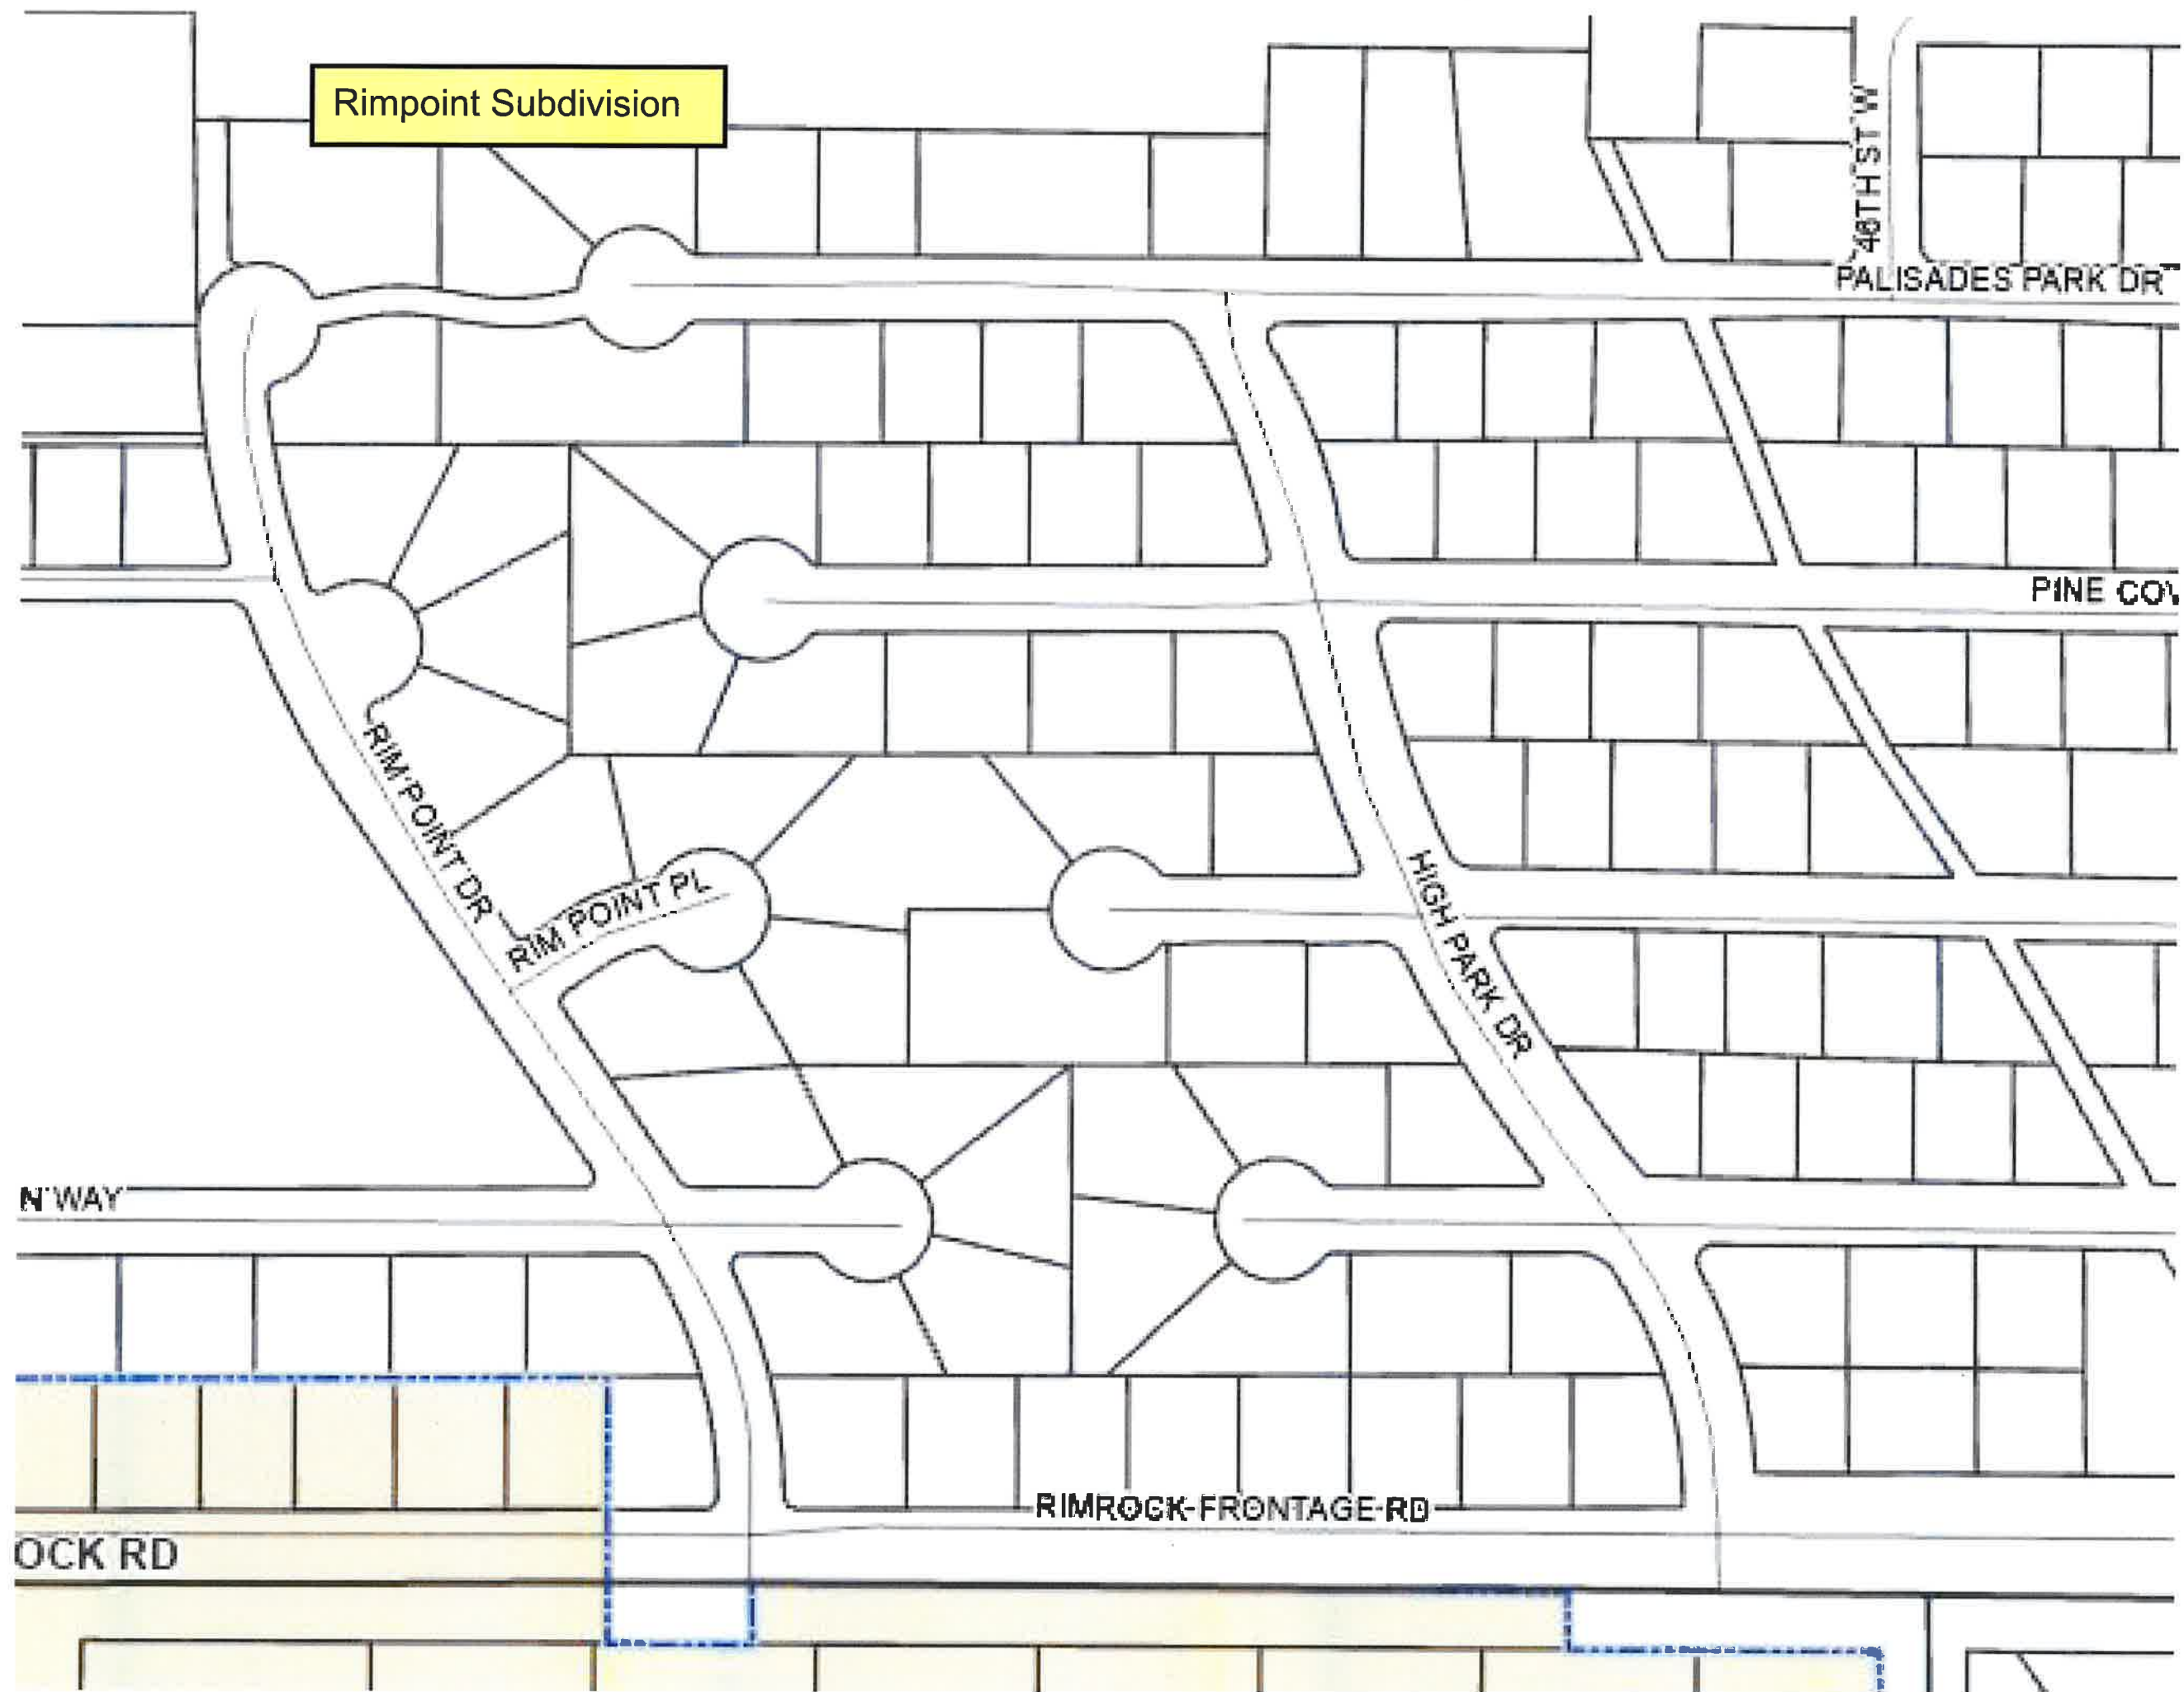 Rimpoint Subdivision
46TH ST W
PALISADES PARK DR
PINE COV
RIM POINT DR
RIM POINT PL
HIGH PARK DR
N WAY
RIMROCK FRONTAGE RD
OCK RD